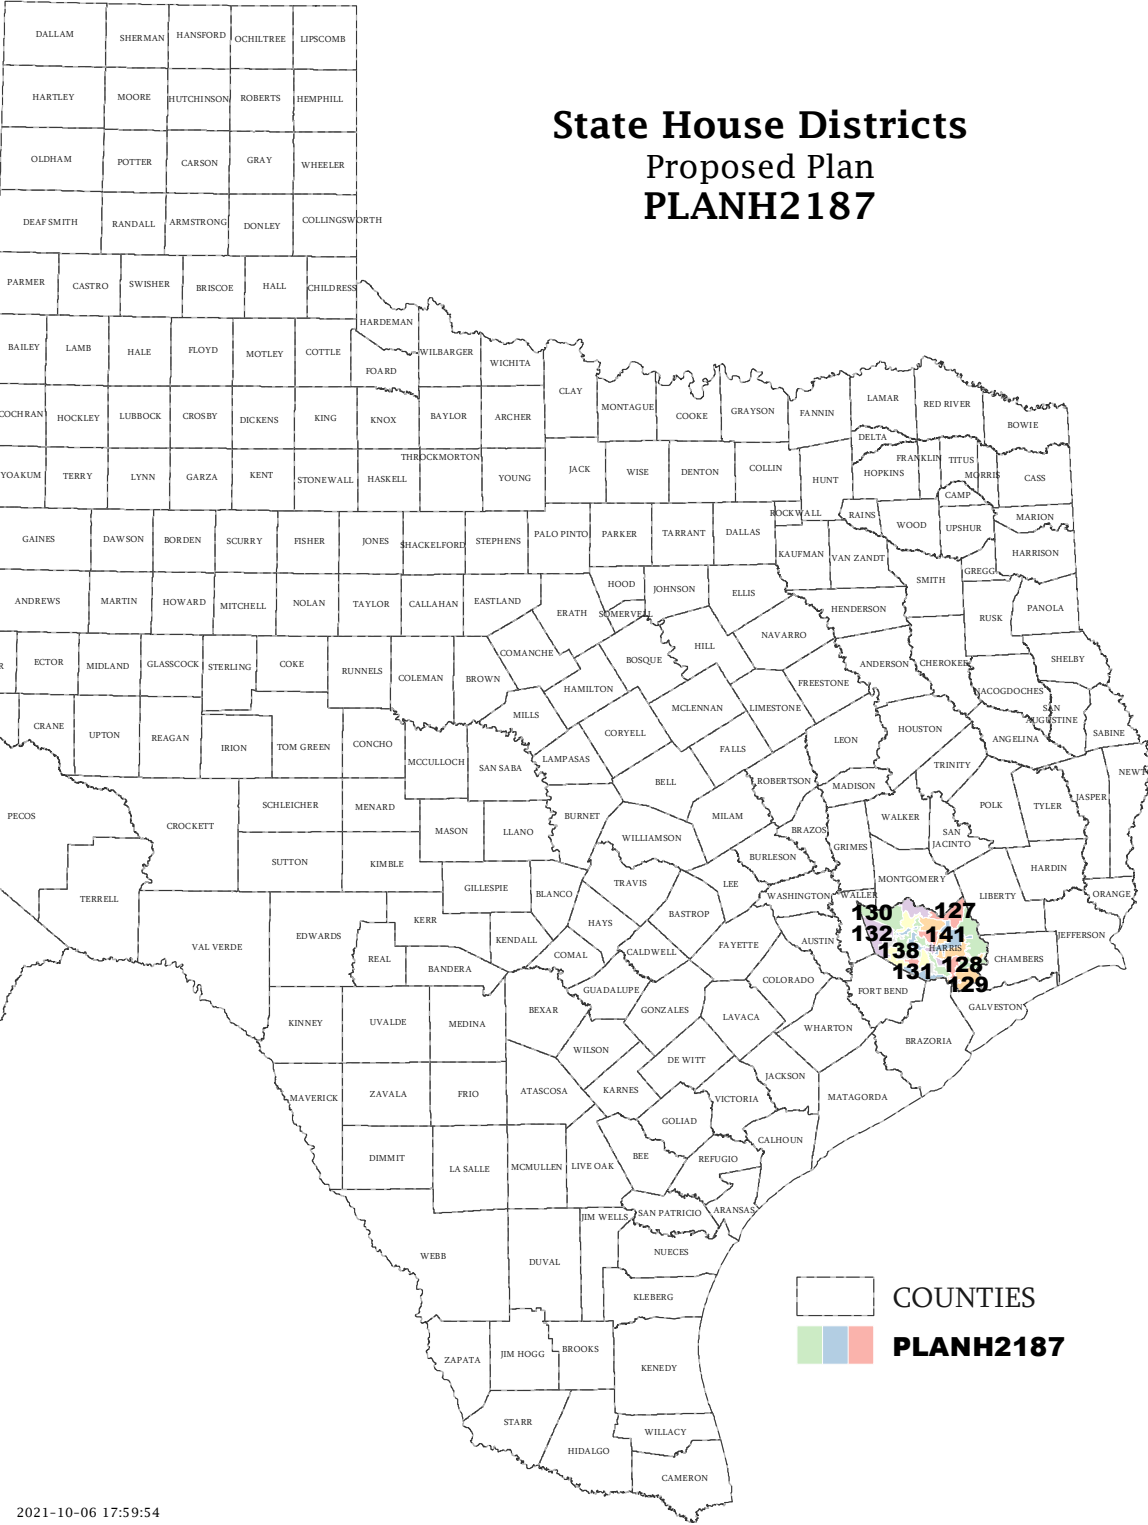 State House Districts
Proposed Plan
PLANH2187
DALLAM SHERMAN HANSFORD OCHILTREE LIPSCOMB
HARTLEY MOORE HUTCHINSON ROBERTS HEMPHILL
OLDHAM POTTER CARSON GRAY WHEELER
DEAF SMITH RANDALL ARMSTRONG DONLEY COLLINGSWORTH
PARMER CASTRO SWISHER BRISCOE HALL CHILDRESS
HARDEMAN
BAILEY LAMB HALE FLOYD MOTLEY COTTLE FOARD WILBARGER WICHITA
CLAY MONTAGUE COOKE GRAYSON FANNIN LAMAR RED RIVER BOWIE
COCHRAN HOCKLEY LUBBOCK CROSBY DICKENS KING KNOX BAYLOR ARCHER
DELTA
YOAKUM TERRY LYNN GARZA KENT STONEWALL HASKELL THROCKMORTON YOUNG JACK WISE DENTON COLLIN HUNT HOPKINS FRANKLIN TITUS MORRIS CASS
CAMP
ROCKWALL RAINS WOOD UPSHUR MARION
GAINES DAWSON BORDEN SCURRY FISHER JONES SHACKELFORD STEPHENS PALO PINTO PARKER TARRANT DALLAS KAUFMAN VAN ZANDT HARRISON
SMITH GREGG
ANDREWS MARTIN HOWARD MITCHELL NOLAN TAYLOR CALLAHAN EASTLAND ERATH HOOD SOMERVELL JOHNSON ELLIS HENDERSON RUSK PANOLA
NAVARRO
R ECTOR MIDLAND GLASSCOCK STERLING COKE RUNNELS COLEMAN BROWN COMANCHE BOSQUE HILL ANDERSON CHEROKEE SHELBY
HAMILTON FREESTONE NACOGDOCHES
MILLS MCLENNAN LIMESTONE SAN
AUGUSTINE
CRANE UPTON REAGAN IRION TOM GREEN CONCHO CORYELL FALLS LEON HOUSTON ANGELINA SABINE
MCCULLOCH SAN SABA LAMPASAS TRINITY NEWT
BELL ROBERTSON MADISON
PECOS CROCKETT SCHLEICHER MENARD BURNET MILAM WALKER POLK TYLER JASPER
MASON LLANO WILLIAMSON BRAZOS GRIMES SAN
JACINTO
SUTTON KIMBLE BURLESON HARDIN
TERRELL GILLESPIE BLANCO TRAVIS LEE WASHINGTON WALLER MONTGOMERY LIBERTY ORANGE
130 127
KERR HAYS BASTROP
132 141
VAL VERDE EDWARDS KENDALL FAYETTE AUSTIN HARRIS JEFFERSON
138
REAL BANDERA COMAL CALDWELL CHAMBERS
131 128
129
GUADALUPE COLORADO FORT BEND GALVESTON
KINNEY UVALDE MEDINA BEXAR GONZALES LAVACA WHARTON BRAZORIA
WILSON DE WITT
MAVERICK ZAVALA FRIO ATASCOSA KARNES JACKSON MATAGORDA
VICTORIA
GOLIAD
CALHOUN
DIMMIT LA SALLE MCMULLEN LIVE OAK BEE REFUGIO
JIM WELLS SAN PATRICIO ARANSAS
WEBB DUVAL NUECES
KLEBERG
COUNTIES
PLANH2187
ZAPATA JIM HOGG BROOKS KENEDY
STARR HIDALGO WILLACY
CAMERON
2021-10-06 17:59:54